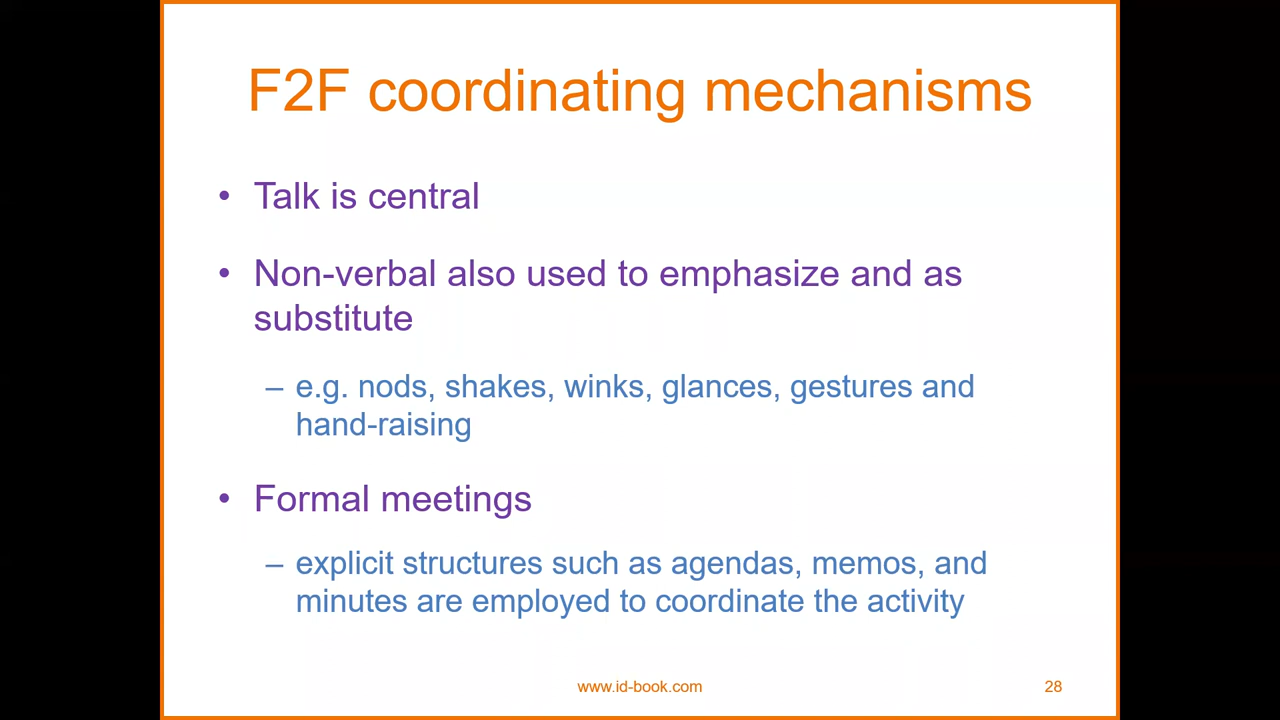 F2F coordinating mechanisms
• Talk is central
• Non-verbal also used to emphasize and as
substitute
– e.g. nods, shakes, winks, glances, gestures and
hand-raising
• Formal meetings
– explicit structures such as agendas, memos, and
minutes are employed to coordinate the activity
www.id-book.com
28